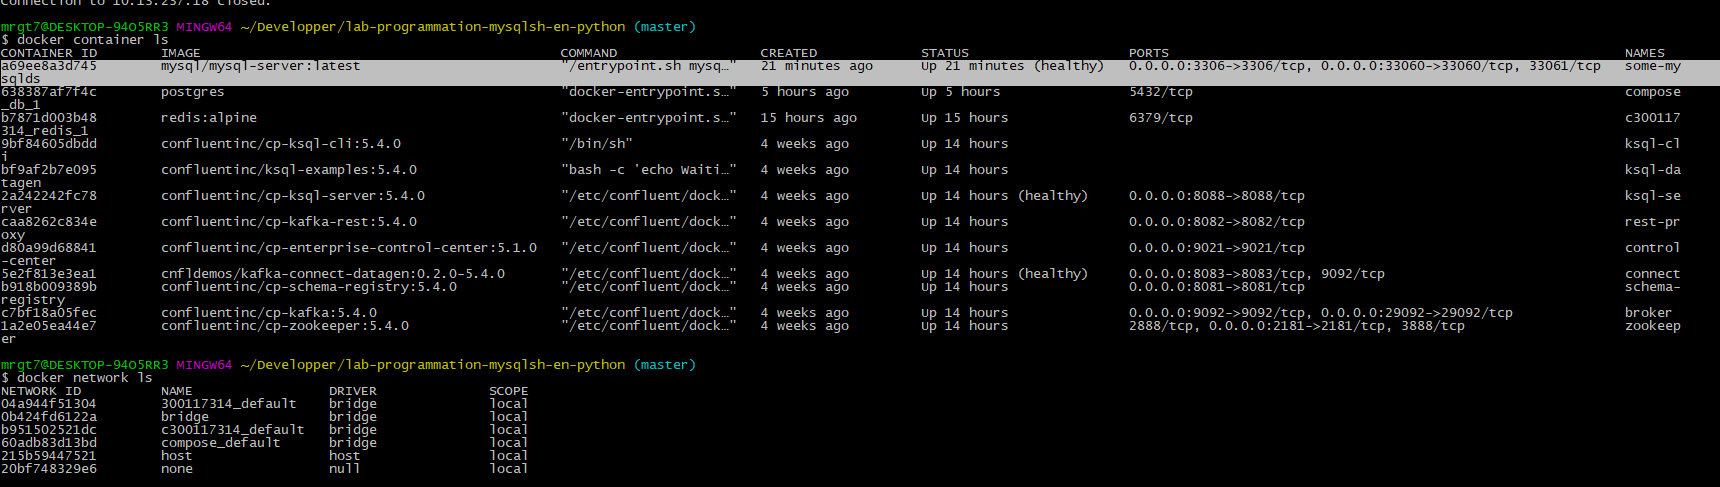 Connection to 10.13.237.18 closed.
mrgt7@DESKTOP-94O5RR3 MINGW64 ~/Developper/lab-programmation-mysqlsh-en-python (master)
$ docker container ls
CONTAINER ID        IMAGE                                             COMMAND                  CREATED             STATUS                    PORTS                                                       NAMES
a69ee8a3d745        mysql/mysql-server:latest                         "/entrypoint.sh mysq…"   21 minutes ago      Up 21 minutes (healthy)   0.0.0.0:3306->3306/tcp, 0.0.0.0:33060->33060/tcp, 33061/tcp   some-my
sqlds
638387af7f4c        postgres                                          "docker-entrypoint.s…"   5 hours ago         Up 5 hours                5432/tcp                                                    compose
_db_1
b7871d003b48        redis:alpine                                      "docker-entrypoint.s…"   15 hours ago        Up 15 hours               6379/tcp                                                    c300117
314_redis_1
9bf84605dbdd        confluentinc/cp-ksql-cli:5.4.0                    "/bin/sh"                4 weeks ago         Up 14 hours                                                                           ksql-cl
i
bf9af2b7e095        confluentinc/ksql-examples:5.4.0                  "bash -c 'echo Waiti…"   4 weeks ago         Up 14 hours                                                                           ksql-da
tagen
2a242242fc78        confluentinc/cp-ksql-server:5.4.0                 "/etc/confluent/dock…"   4 weeks ago         Up 14 hours (healthy)     0.0.0.0:8088->8088/tcp                                      ksql-se
rver
caa8262c834e        confluentinc/cp-kafka-rest:5.4.0                  "/etc/confluent/dock…"   4 weeks ago         Up 14 hours               0.0.0.0:8082->8082/tcp                                      rest-pr
oxy
d80a99d68841        confluentinc/cp-enterprise-control-center:5.1.0   "/etc/confluent/dock…"   4 weeks ago         Up 14 hours               0.0.0.0:9021->9021/tcp                                      control
-center
5e2f813e3ea1        cnfldemos/kafka-connect-datagen:0.2.0-5.4.0       "/etc/confluent/dock…"   4 weeks ago         Up 14 hours (healthy)     0.0.0.0:8083->8083/tcp, 9092/tcp                            connect
b918b009389b        confluentinc/cp-schema-registry:5.4.0             "/etc/confluent/dock…"   4 weeks ago         Up 14 hours               0.0.0.0:8081->8081/tcp                                      schema-
registry
c7bf18a05fec        confluentinc/cp-kafka:5.4.0                       "/etc/confluent/dock…"   4 weeks ago         Up 14 hours               0.0.0.0:9092->9092/tcp, 0.0.0.0:29092->29092/tcp            broker
1a2e05ea44e7        confluentinc/cp-zookeeper:5.4.0                   "/etc/confluent/dock…"   4 weeks ago         Up 14 hours               2888/tcp, 0.0.0.0:2181->2181/tcp, 3888/tcp                  zookeep
er
mrgt7@DESKTOP-94O5RR3 MINGW64 ~/Developper/lab-programmation-mysqlsh-en-python (master)
$ docker network ls
NETWORK ID          NAME                 DRIVER              SCOPE
04a944f51304        300117314_default    bridge              local
0b424fd6122a        bridge               bridge              local
b951502521dc        c300117314_default   bridge              local
60adb83d13bd        compose_default      bridge              local
215b59447521        host                 host                local
20bf748329e6        none                 null                local